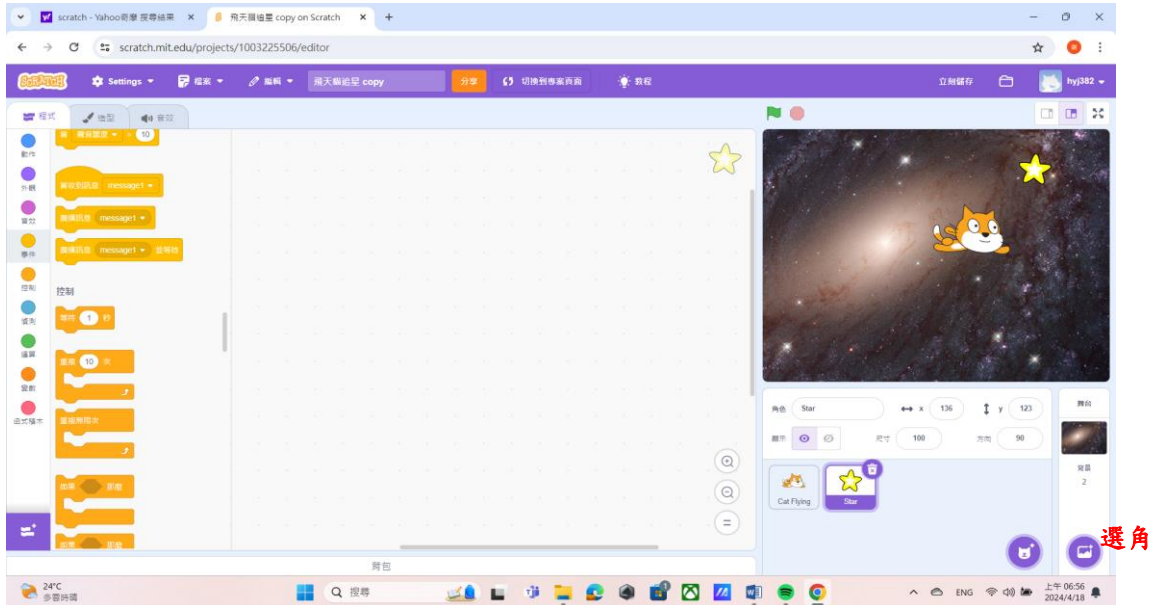 scratch - Yahoo奇摩 搜尋結果
飛天貓追星 copy on Scratch
scratch.mit.edu/projects/1003225506/editor
SCRATCH
Settings
檔案
編輯
飛天貓追星 copy
分享
切換到專案頁面
教程
立刻儲存
hyj382
程式
造型
音效
動作
外觀
音效
事件
控制
偵測
運算
變數
函式積木
10
當收到訊息 message1
廣播訊息 message1
廣播訊息 message1 並等待
控制
等待 1 秒
重複 10 次
重複無限次
如果 那麼
如果 那麼
角色 Star
x 136
y 123
顯示
尺寸 100
方向 90
Cat Flying
Star
舞台
背景
2
選角
背包
24°C
多雲時晴
搜尋
ENG
上午 06:56
2024/4/18